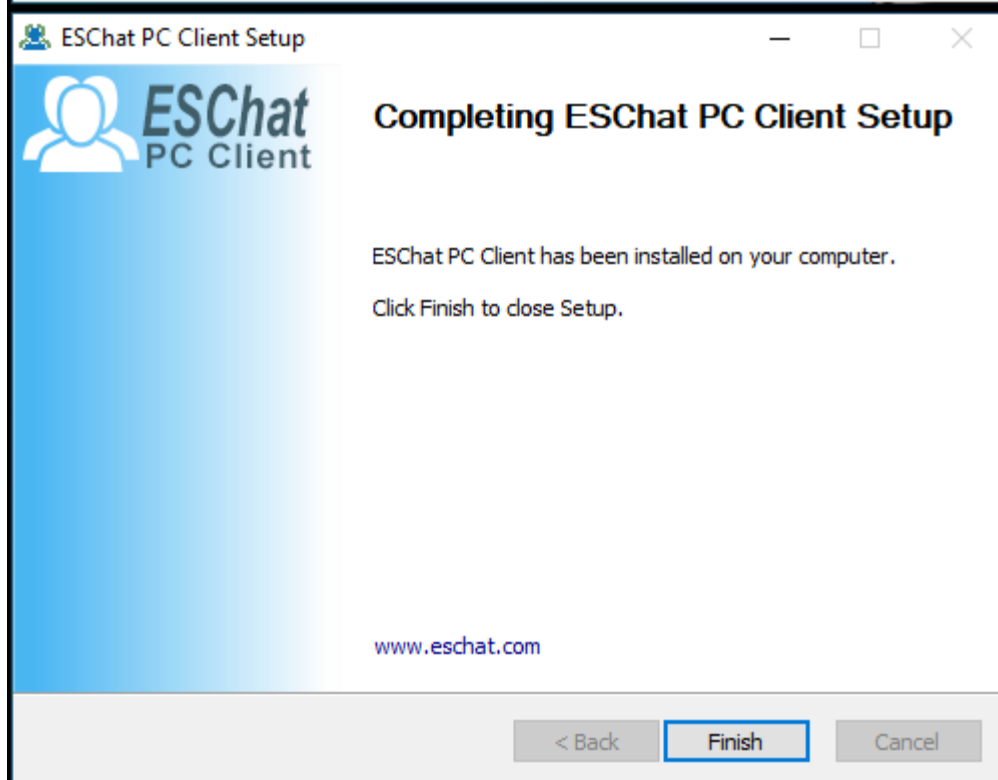 ESChat PC Client Setup
ESChat
PC Client
Completing ESChat PC Client Setup
ESChat PC Client has been installed on your computer.
Click Finish to close Setup.
www.eschat.com
< Back
Finish
Cancel